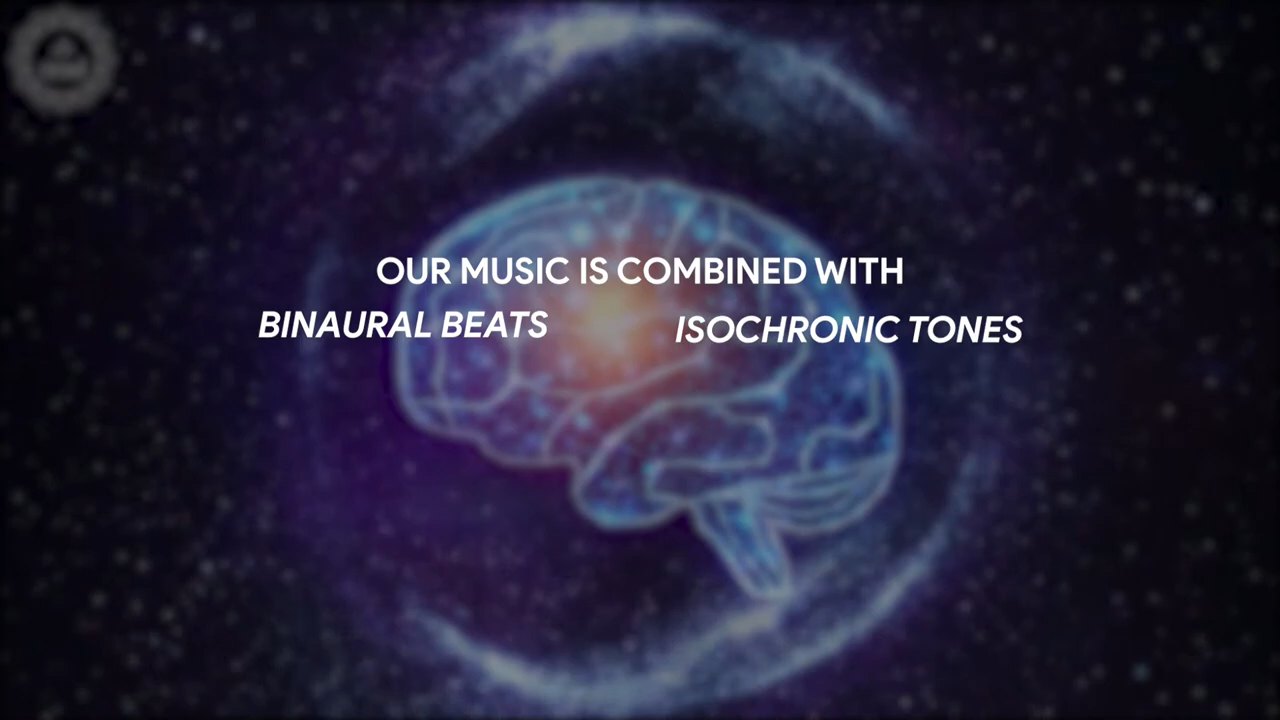 OUR MUSIC IS COMBINED WITH
BINAURAL BEATS
ISOCHRONIC TONES